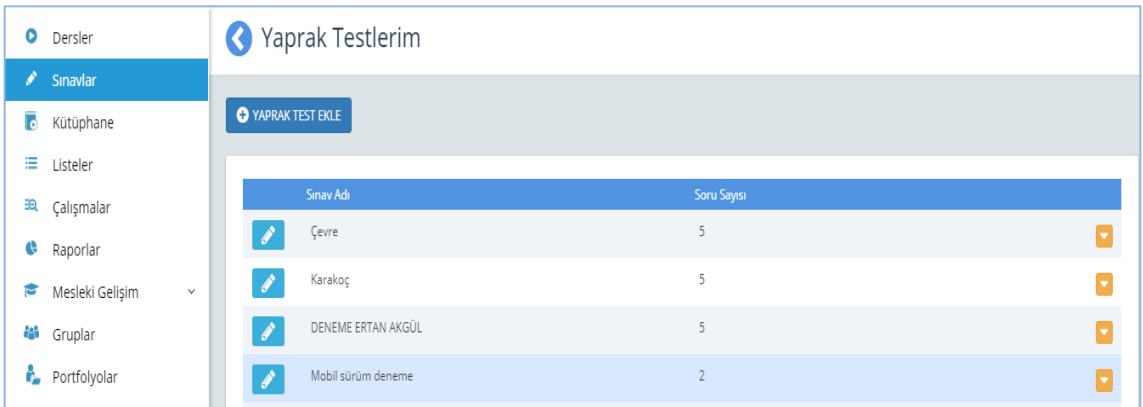 Dersler
Sınavlar
Kütüphane
Listeler
Çalışmalar
Raporlar
Mesleki Gelişim
Gruplar
Portfolyolar
Yaprak Testlerim
YAPRAK TEST EKLE
Sınav Adı Soru Sayısı
Çevre 5
Karakoç 5
DENEME ERTAN AKGÜL 5
Mobil sürüm deneme 2